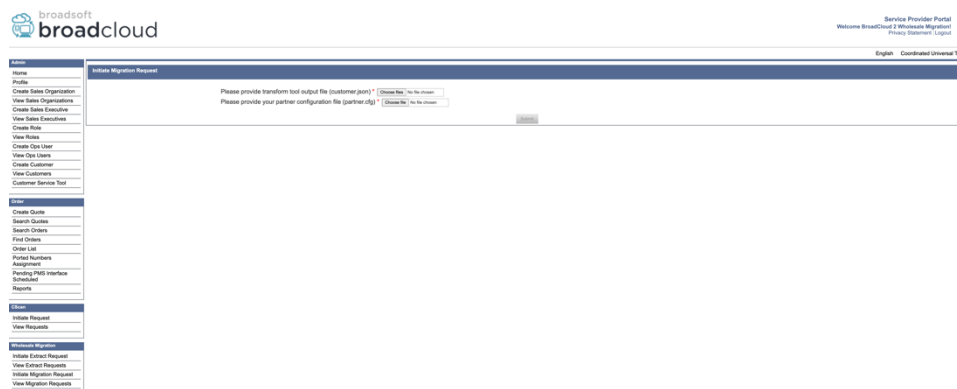 broadsoft
broadcloud
Service Provider Portal
Welcome BroadCloud 2 Wholesale Migration!
Privacy Statement | Logout
English Coordinated Universal T
Admin
Home
Profile
Create Sales Organization
View Sales Organizations
Create Sales Executive
View Sales Executives
Create Role
View Roles
Create Ops User
View Ops Users
Create Customer
View Customers
Customer Service Tool
Order
Create Quote
Search Quotes
Search Orders
Find Orders
Order List
Ported Numbers
Assignment
Pending PMS Interface
Scheduled
Reports
CScan
Initiate Request
View Requests
Wholesale Migration
Initiate Extract Request
View Extract Requests
Initiate Migration Request
View Migration Requests
Initiate Migration Request
Please provide transform tool output file (customer.json) * Choose Files No file chosen
Please provide your partner configuration file (partner.cfg) * Choose File No file chosen
Submit